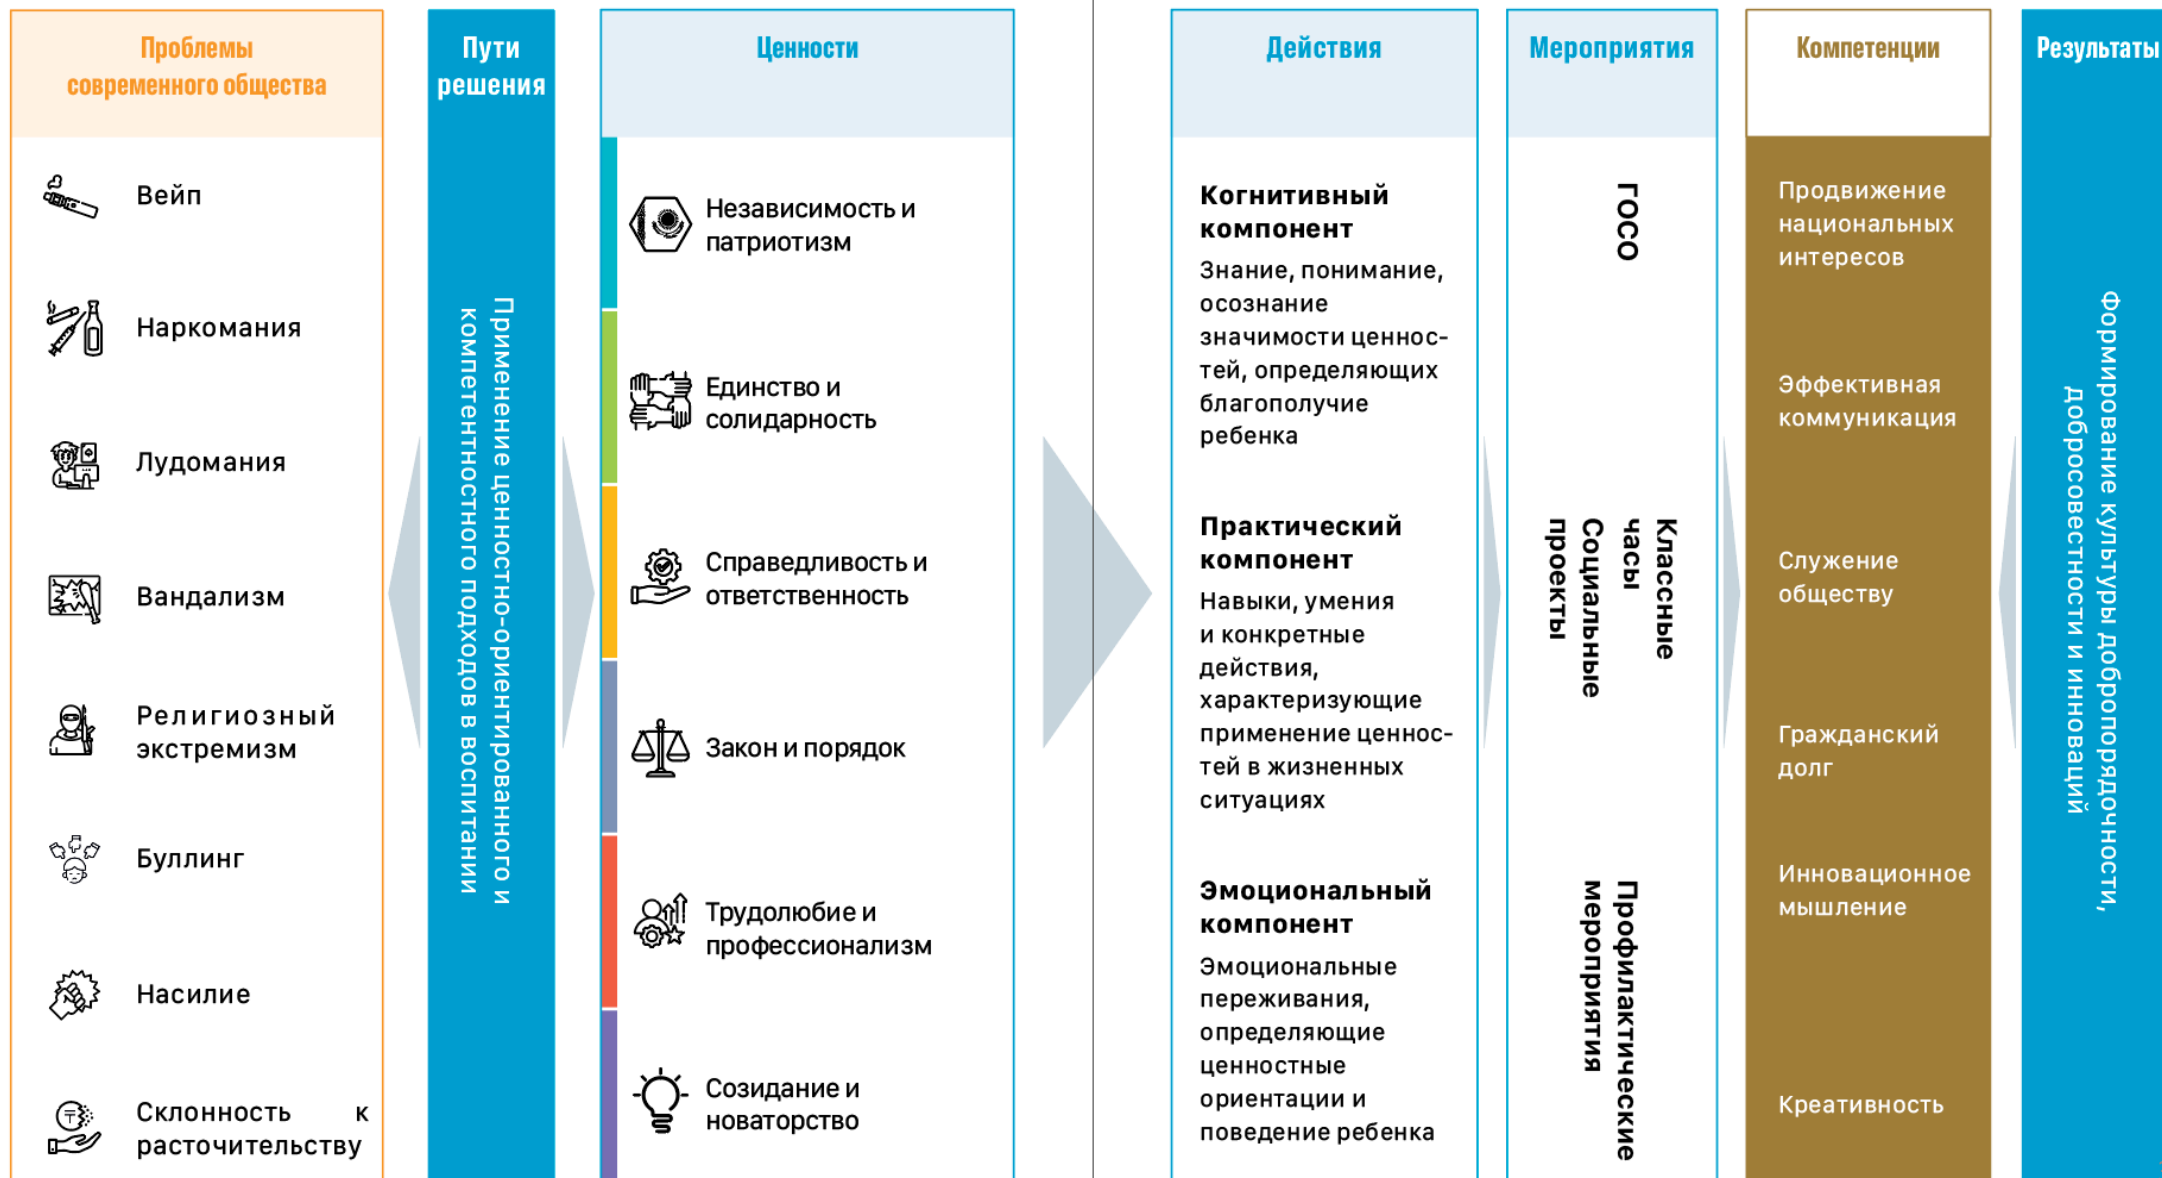 Проблемы
современного общества
Вейп
Наркомания
Лудомания
Вандализм
Религиозный
экстремизм
Буллинг
Насилие
Склонность к
расточительству
Пути
решения
Применение ценностно-ориентированного и
компетентностного подходов в воспитании
Ценности
Независимость и
патриотизм
Единство и
солидарность
Справедливость и
ответственность
Закон и порядок
Трудолюбие и
профессионализм
Созидание и
новаторство
Действия
Когнитивный
компонент
Знание, понимание,
осознание
значимости ценнос-
тей, определяющих
благополучие
ребенка
Практический
компонент
Навыки, умения
и конкретные
действия,
характеризующие
применение ценнос-
тей в жизненных
ситуациях
Эмоциональный
компонент
Эмоциональные
переживания,
определяющие
ценностные
ориентации и
поведение ребенка
Мероприятия
ГОСО
Классные
часы
Социальные
проекты
Профилактические
мероприятия
Компетенции
Продвижение
национальных
интересов
Эффективная
коммуникация
Служение
обществу
Гражданский
долг
Инновационное
мышление
Креативность
Результаты
Формирование культуры добропорядочности,
добросовестности и инноваций